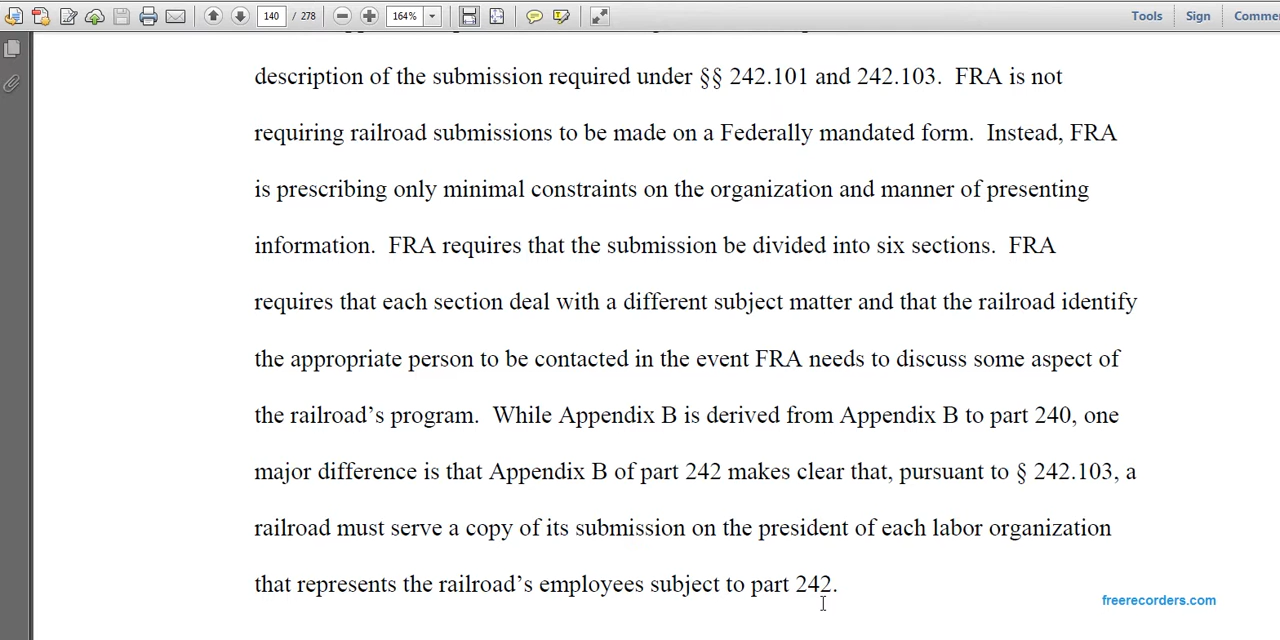 140 / 278 164% Tools Sign Comme
description of the submission required under §§ 242.101 and 242.103.  FRA is not
requiring railroad submissions to be made on a Federally mandated form.  Instead, FRA
is prescribing only minimal constraints on the organization and manner of presenting
information.  FRA requires that the submission be divided into six sections.  FRA
requires that each section deal with a different subject matter and that the railroad identify
the appropriate person to be contacted in the event FRA needs to discuss some aspect of
the railroad’s program.  While Appendix B is derived from Appendix B to part 240, one
major difference is that Appendix B of part 242 makes clear that, pursuant to § 242.103, a
railroad must serve a copy of its submission on the president of each labor organization
that represents the railroad’s employees subject to part 242.
freerecorders.com